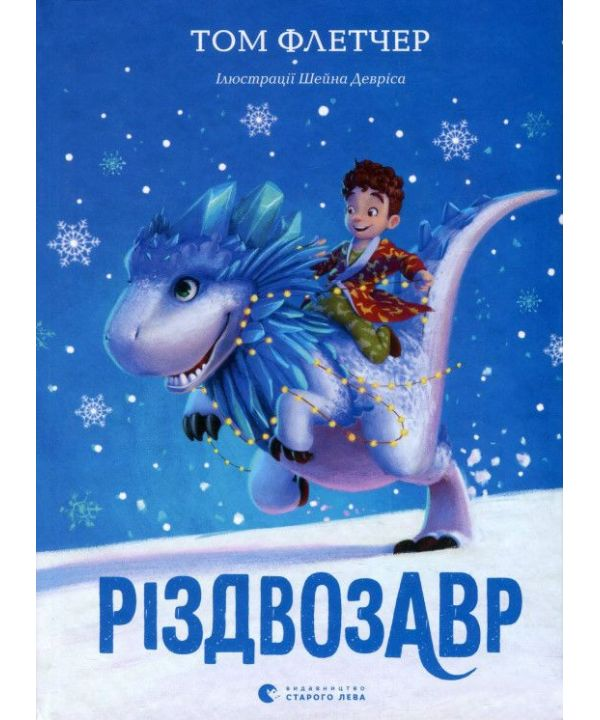 ТОМ ФЛЕТЧЕР
Ілюстрації Шейна Девріса
РІЗДВОЗАВР
ВИДАВНИЦТВО
СТАРОГО ЛЕВА